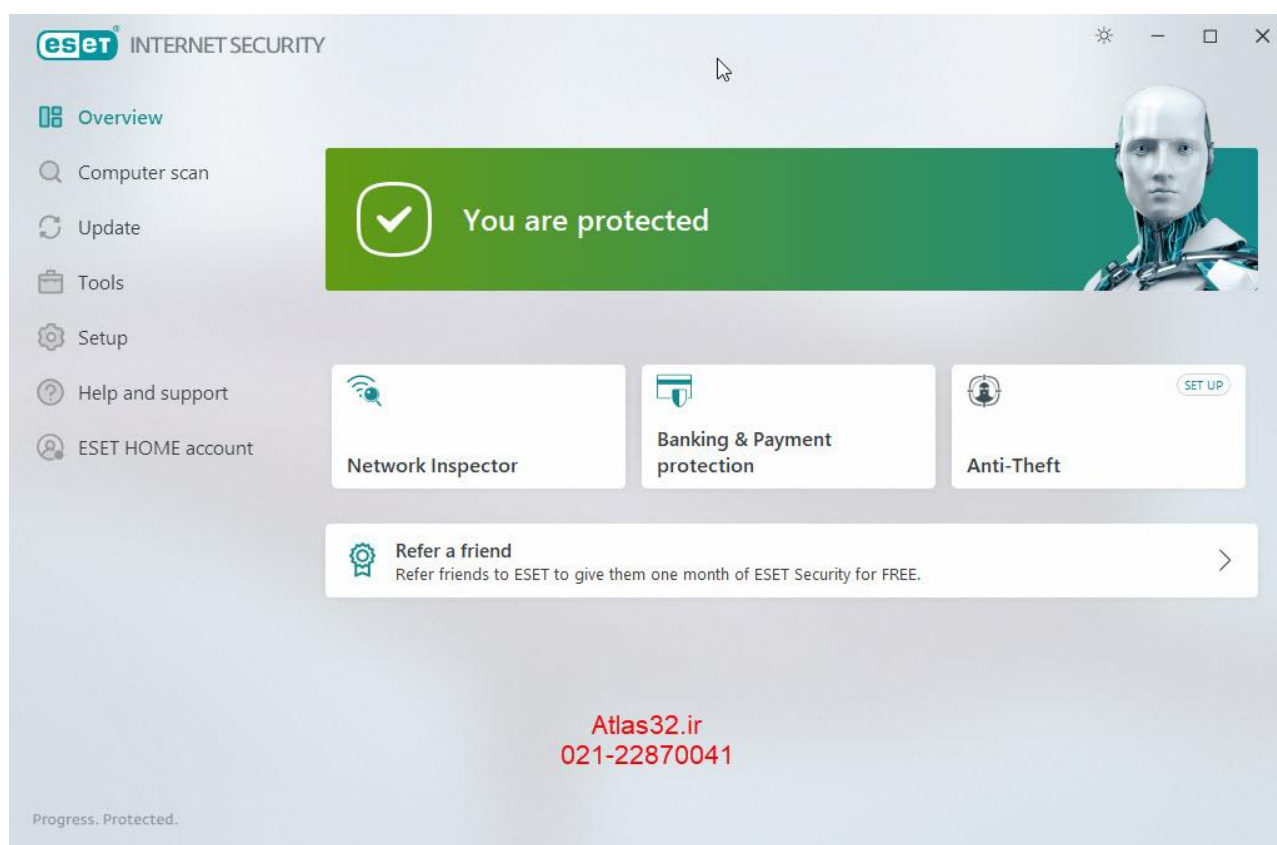 eset® INTERNET SECURITY
Overview
Computer scan
Update
Tools
Setup
Help and support
ESET HOME account
You are protected
Network Inspector
Banking & Payment
protection
SET UP
Anti-Theft
Refer a friend
Refer friends to ESET to give them one month of ESET Security for FREE.
Atlas32.ir
021-22870041
Progress. Protected.